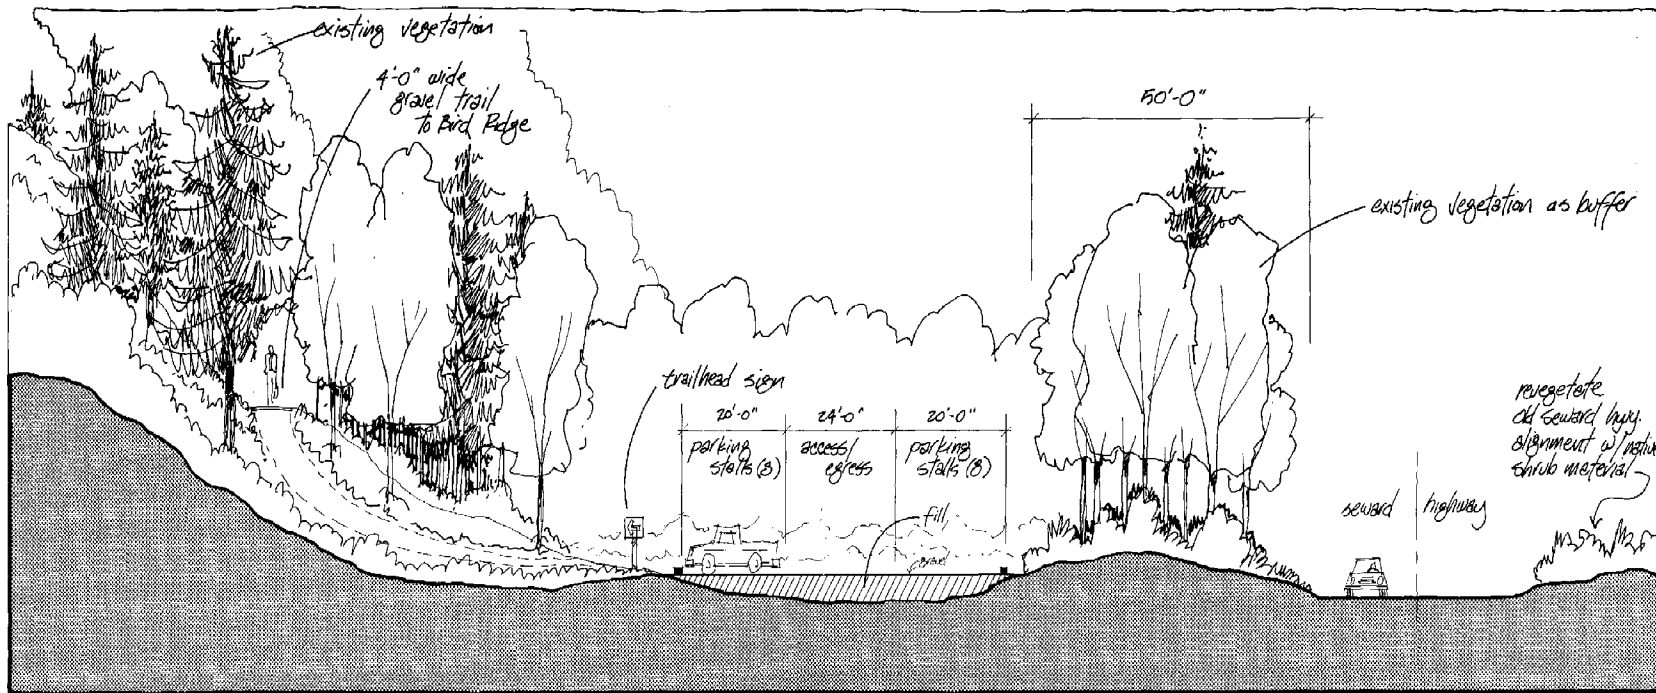 existing vegetation
4'-0" wide
gravel trail
to Bird Ridge
50'-0"
existing vegetation as buffer
trailhead sign
20'-0"
24'-0"
20'-0"
parking
stalls (8)
access/
egress
parking
stalls (8)
fill
gravel
seward highway
revegetate
old seward hwy.
alignment w/ native
shrub material